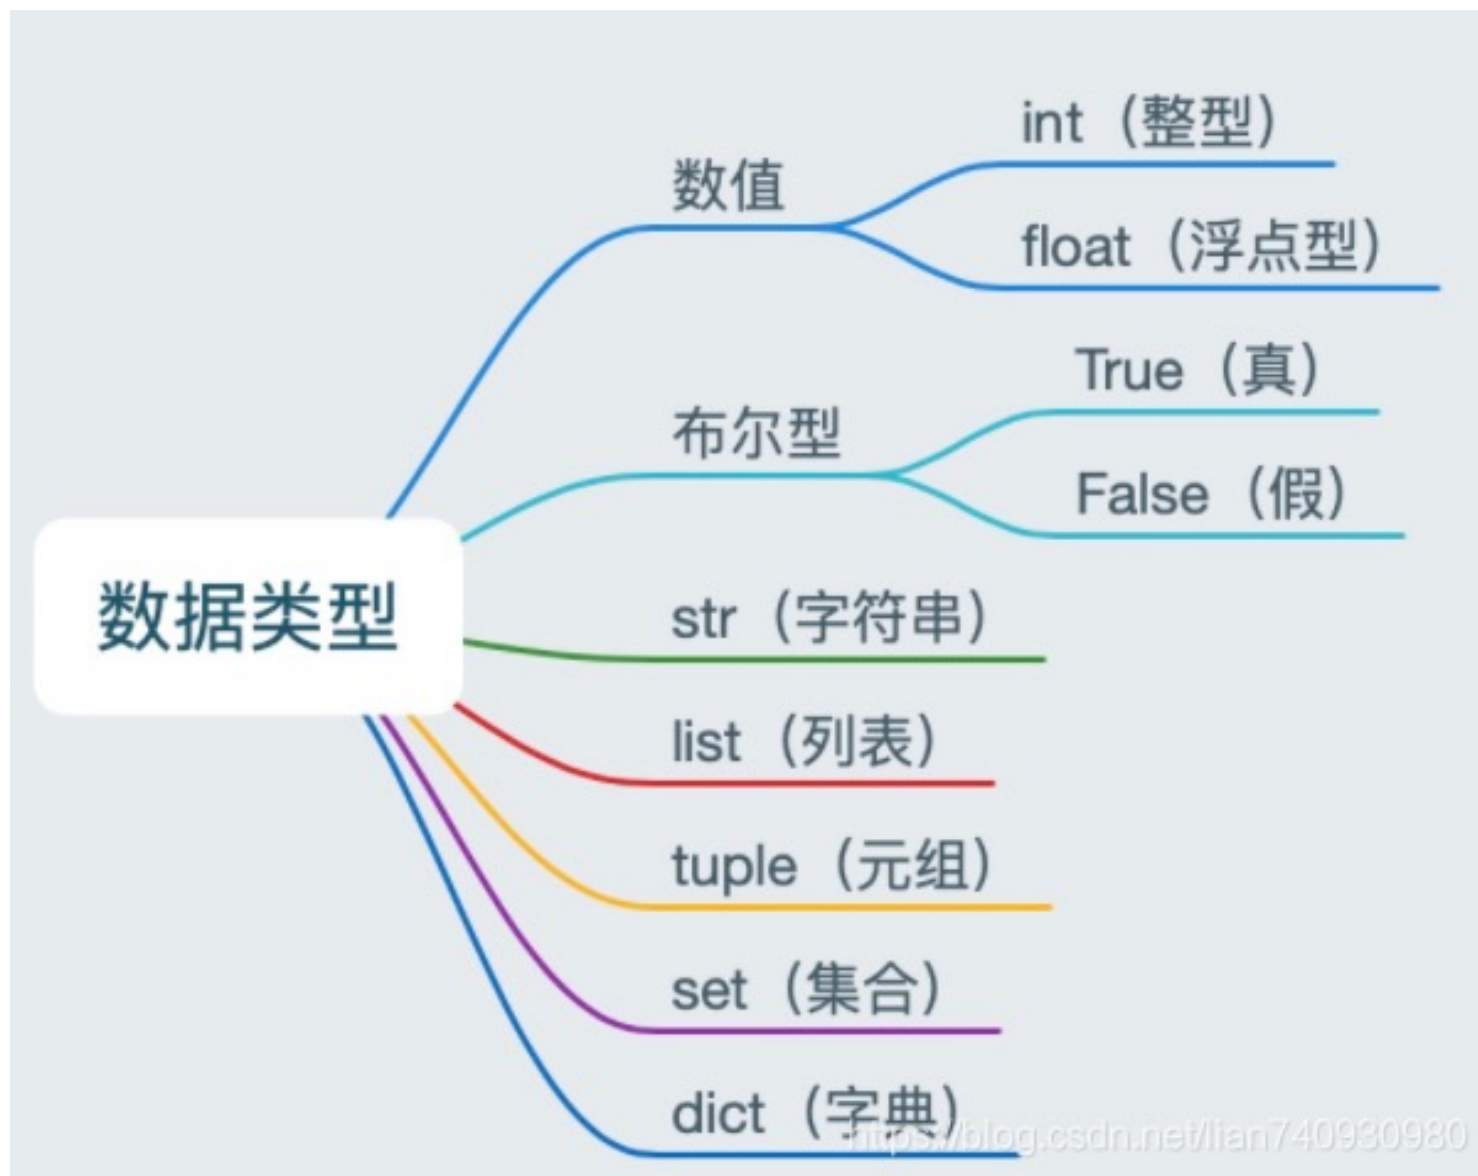 int（整型）
数值
float（浮点型）
True（真）
布尔型
False（假）
数据类型
str（字符串）
list（列表）
tuple（元组）
set（集合）
dict（字典）
https://blog.csdn.net/lian740930980